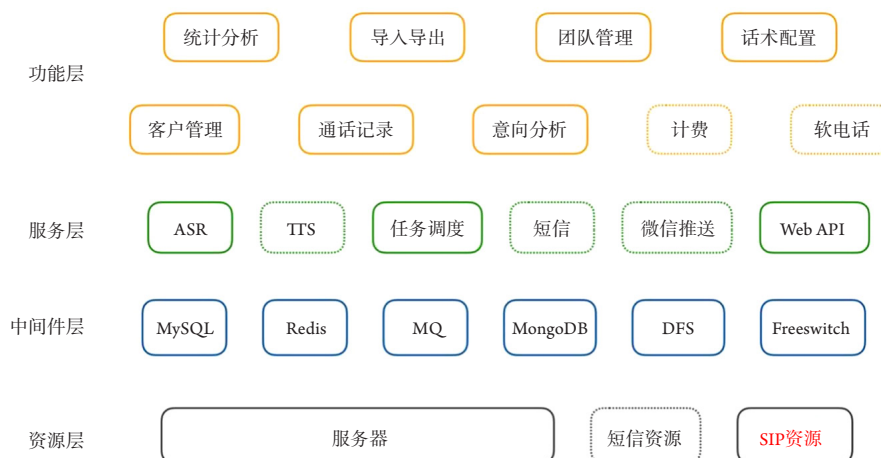 统计分析 导入导出 团队管理 话术配置
功能层
客户管理 通话记录 意向分析 计费 软电话
服务层 ASR TTS 任务调度 短信 微信推送 Web API
中间件层 MySQL Redis MQ MongoDB DFS Freeswitch
资源层 服务器 短信资源 SIP资源